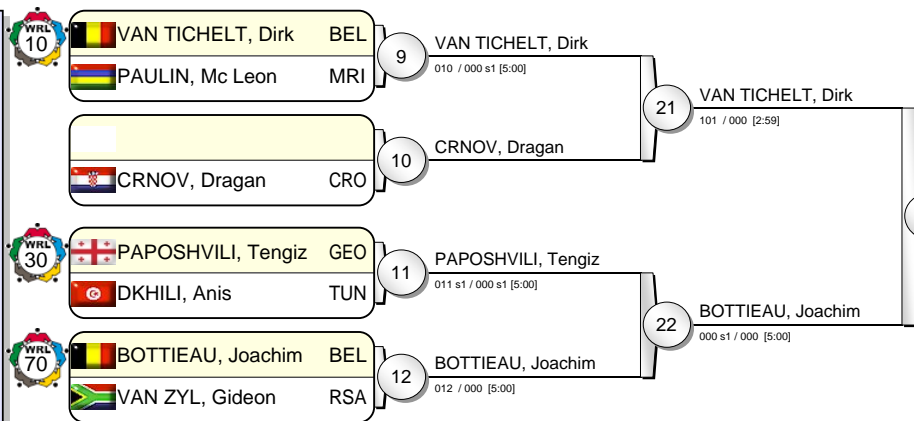 WRL
10
VAN TICHELT, Dirk BEL
PAULIN, Mc Leon MRI
9
VAN TICHELT, Dirk
010 / 000 s1 [5:00]
CRNOV, Dragan CRO
10
CRNOV, Dragan
21
VAN TICHELT, Dirk
101 / 000 [2:59]
WRL
30
PAPOSHVILI, Tengiz GEO
DKHILI, Anis TUN
11
PAPOSHVILI, Tengiz
011 s1 / 000 s1 [5:00]
WRL
70
BOTTIEAU, Joachim BEL
VAN ZYL, Gideon RSA
12
BOTTIEAU, Joachim
012 / 000 [5:00]
22
BOTTIEAU, Joachim
000 s1 / 000 [5:00]